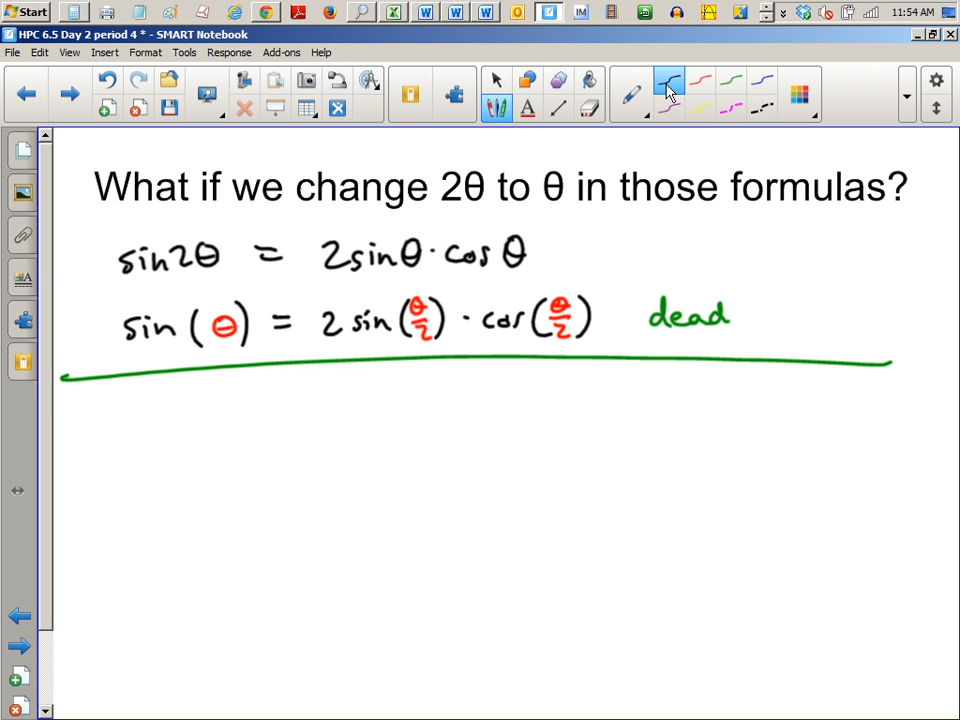 Start
11:54 AM
HPC 6.5 Day 2 period 4 * - SMART Notebook
File Edit View Insert Format Tools Response Add-ons Help
What if we change 2θ to θ in those formulas?
sin2θ = 2sinθ·cosθ
sin(θ) = 2sin(θ/2)·cos(θ/2) dead